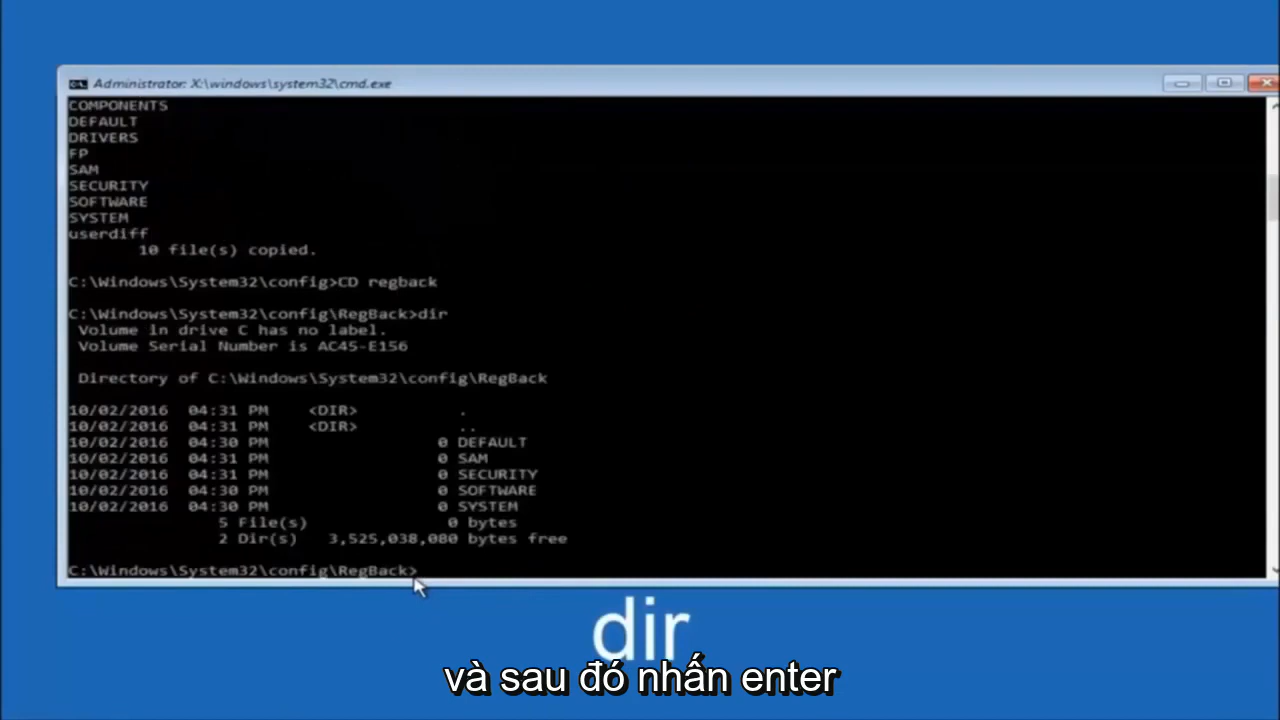 Administrator: X:\windows\system32\cmd.exe
COMPONENTS
DEFAULT
DRIVERS
FP
SAM
SECURITY
SOFTWARE
SYSTEM
userdiff
10 file(s) copied.
C:\Windows\System32\config>CD regback
C:\Windows\System32\config\RegBack>dir
Volume in drive C has no label.
Volume Serial Number is AC45-E156
Directory of C:\Windows\System32\config\RegBack
10/02/2016 04:31 PM <DIR> .
10/02/2016 04:31 PM <DIR> ..
10/02/2016 04:30 PM 0 DEFAULT
10/02/2016 04:31 PM 0 SAM
10/02/2016 04:31 PM 0 SECURITY
10/02/2016 04:30 PM 0 SOFTWARE
10/02/2016 04:30 PM 0 SYSTEM
5 File(s) 0 bytes
2 Dir(s) 3,525,038,080 bytes free
C:\Windows\System32\config\RegBack>
dir
và sau đó nhấn enter